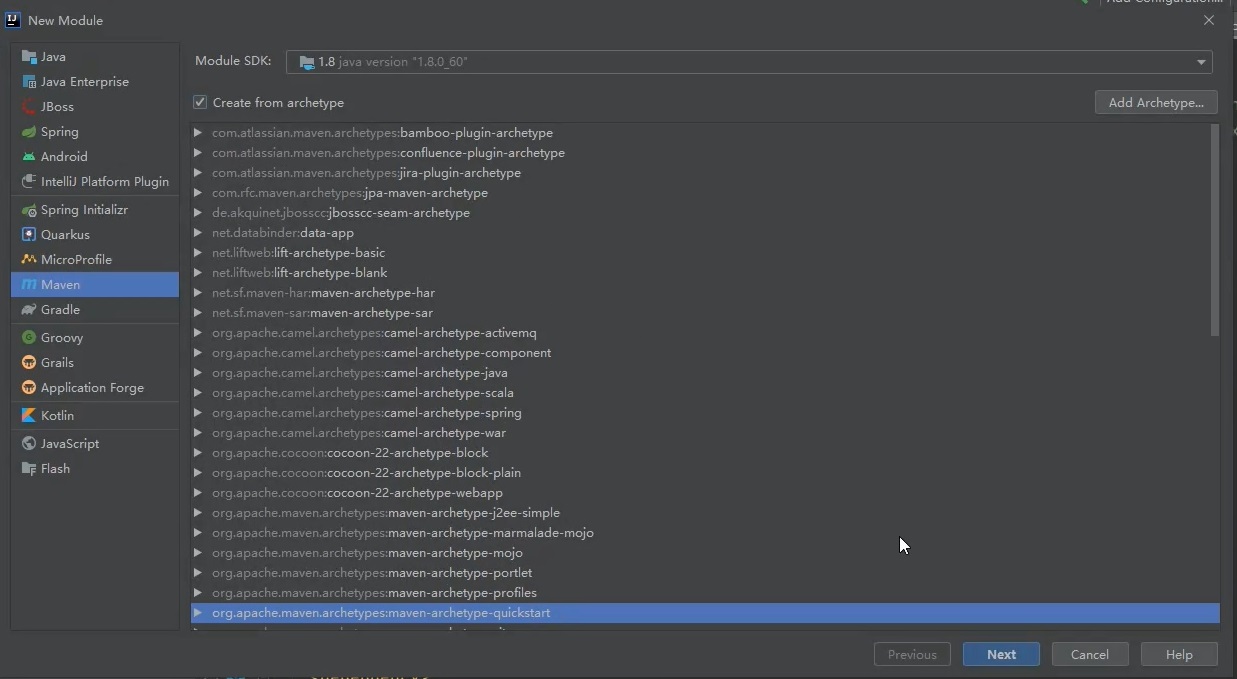 Add Configuration...
New Module
Java
Java Enterprise
JBoss
Spring
Android
IntelliJ Platform Plugin
Spring Initializr
Quarkus
MicroProfile
Maven
Gradle
Groovy
Grails
Application Forge
Kotlin
JavaScript
Flash
Module SDK:
1.8 java version "1.8.0_60"
Create from archetype
Add Archetype...
com.atlassian.maven.archetypes:bamboo-plugin-archetype
com.atlassian.maven.archetypes:confluence-plugin-archetype
com.atlassian.maven.archetypes:jira-plugin-archetype
com.rfc.maven.archetypes:jpa-maven-archetype
de.akquinet.jbosscc:jbosscc-seam-archetype
net.databinder:data-app
net.liftweb:lift-archetype-basic
net.liftweb:lift-archetype-blank
net.sf.maven-har:maven-archetype-har
net.sf.maven-sar:maven-archetype-sar
org.apache.camel.archetypes:camel-archetype-activemq
org.apache.camel.archetypes:camel-archetype-component
org.apache.camel.archetypes:camel-archetype-java
org.apache.camel.archetypes:camel-archetype-scala
org.apache.camel.archetypes:camel-archetype-spring
org.apache.camel.archetypes:camel-archetype-war
org.apache.cocoon:cocoon-22-archetype-block
org.apache.cocoon:cocoon-22-archetype-block-plain
org.apache.cocoon:cocoon-22-archetype-webapp
org.apache.maven.archetypes:maven-archetype-j2ee-simple
org.apache.maven.archetypes:maven-archetype-marmalade-mojo
org.apache.maven.archetypes:maven-archetype-mojo
org.apache.maven.archetypes:maven-archetype-portlet
org.apache.maven.archetypes:maven-archetype-profiles
org.apache.maven.archetypes:maven-archetype-quickstart
Previous
Next
Cancel
Help